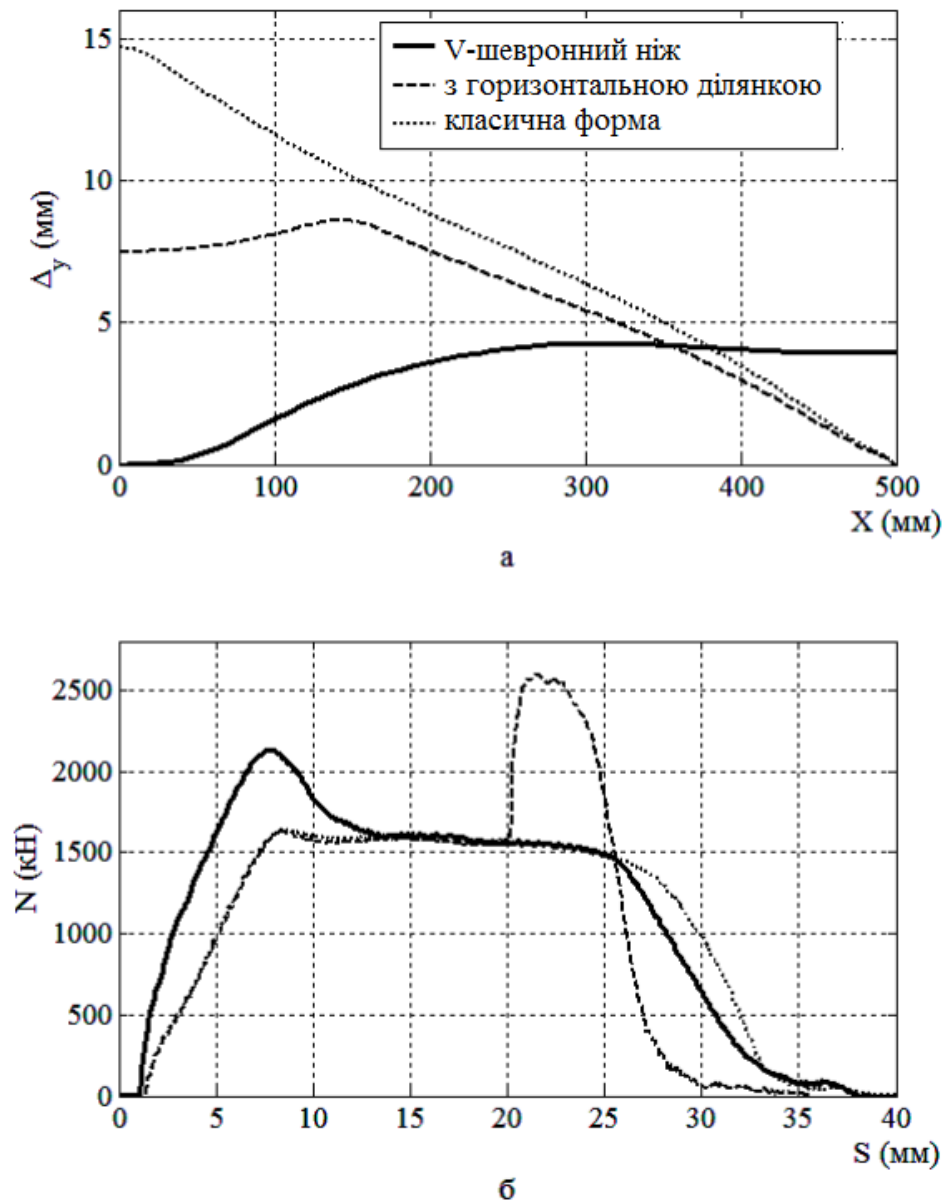 15
V-шевронний ніж
з горизонтальною ділянкою
класична форма
10
Δy (мм)
5
0
0 100 200 300 400 500
X (мм)
а
2500
2000
1500
N (кН)
1000
500
0
0 5 10 15 20 25 30 35 40
S (мм)
б